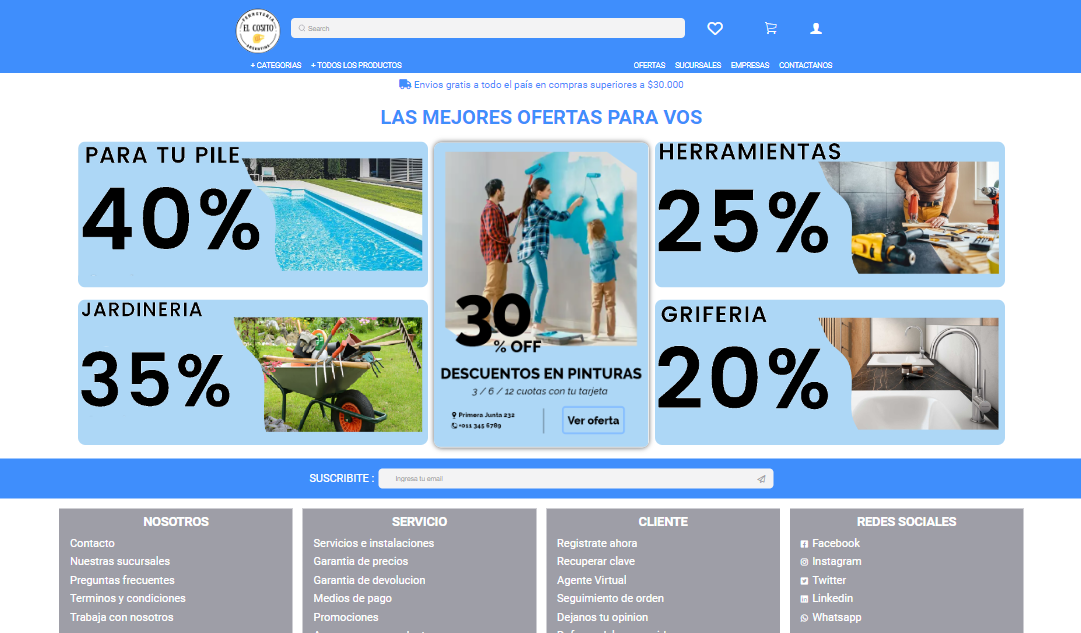 FERRETERIA
EL COSITO
ARGENTINO
Search
+ CATEGORIAS
+ TODOS LOS PRODUCTOS
OFERTAS
SUCURSALES
EMPRESAS
CONTACTANOS
Envios gratis a todo el país en compras superiores a $30.000
LAS MEJORES OFERTAS PARA VOS
PARA TU PILE
40%
JARDINERIA
35%
30
% OFF
DESCUENTOS EN PINTURAS
3 / 6 / 12 cuotas con tu tarjeta
Primera Junta 232
+011 345 6789
Ver oferta
HERRAMIENTAS
25%
GRIFERIA
20%
SUSCRIBITE :
Ingresa tu email
NOSOTROS
Contacto
Nuestras sucursales
Preguntas frecuentes
Terminos y condiciones
Trabaja con nosotros
SERVICIO
Servicios e instalaciones
Garantia de precios
Garantia de devolucion
Medios de pago
Promociones
CLIENTE
Registrate ahora
Recuperar clave
Agente Virtual
Seguimiento de orden
Dejanos tu opinion
REDES SOCIALES
Facebook
Instagram
Twitter
Linkedin
Whatsapp